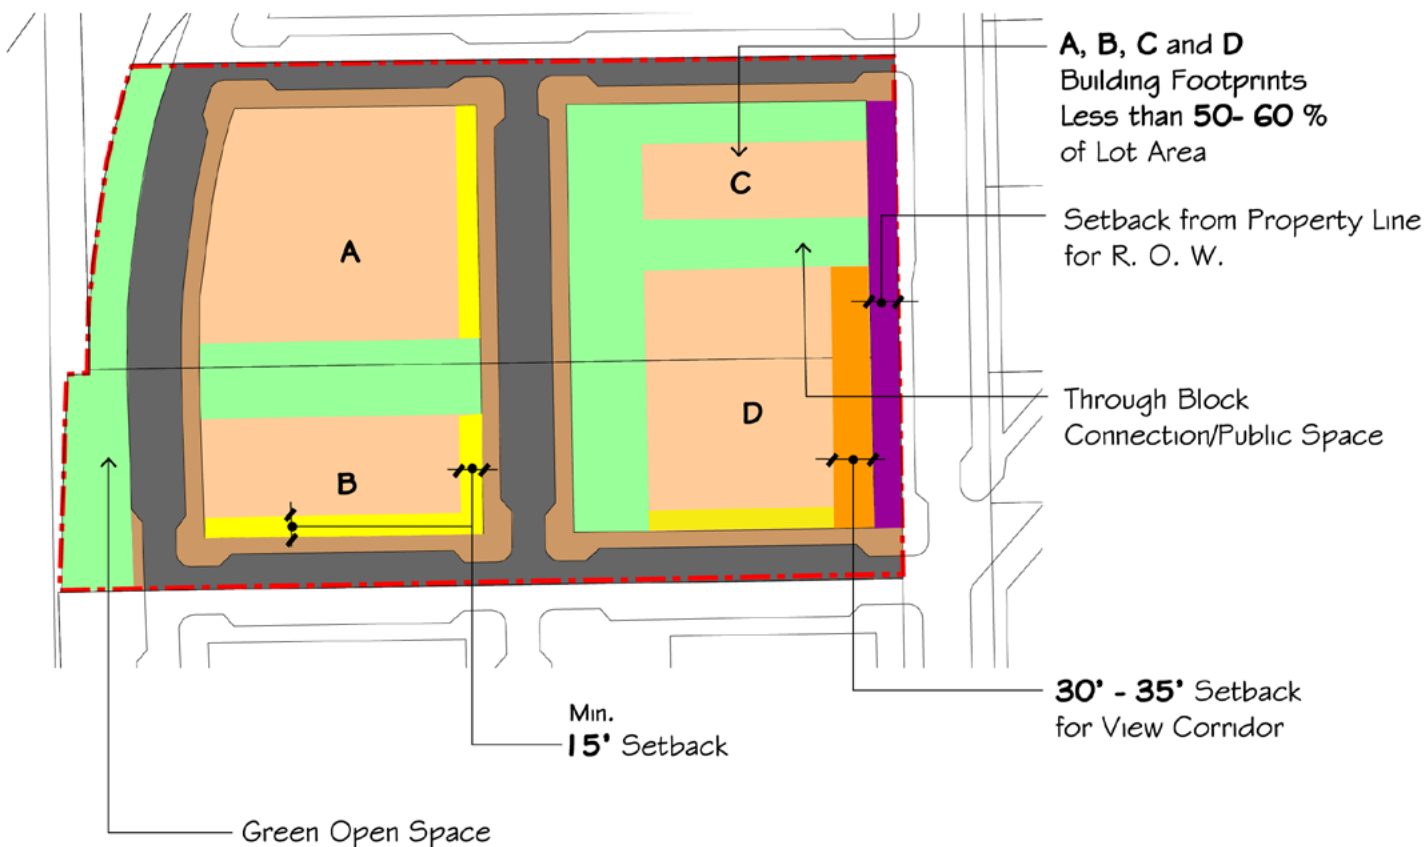 A, B, C and D
Building Footprints
Less than 50- 60 %
of Lot Area
C
Setback from Property Line
for R. O. W.
A
Through Block
Connection/Public Space
D
B
30' - 35' Setback
for View Corridor
Min.
15' Setback
Green Open Space